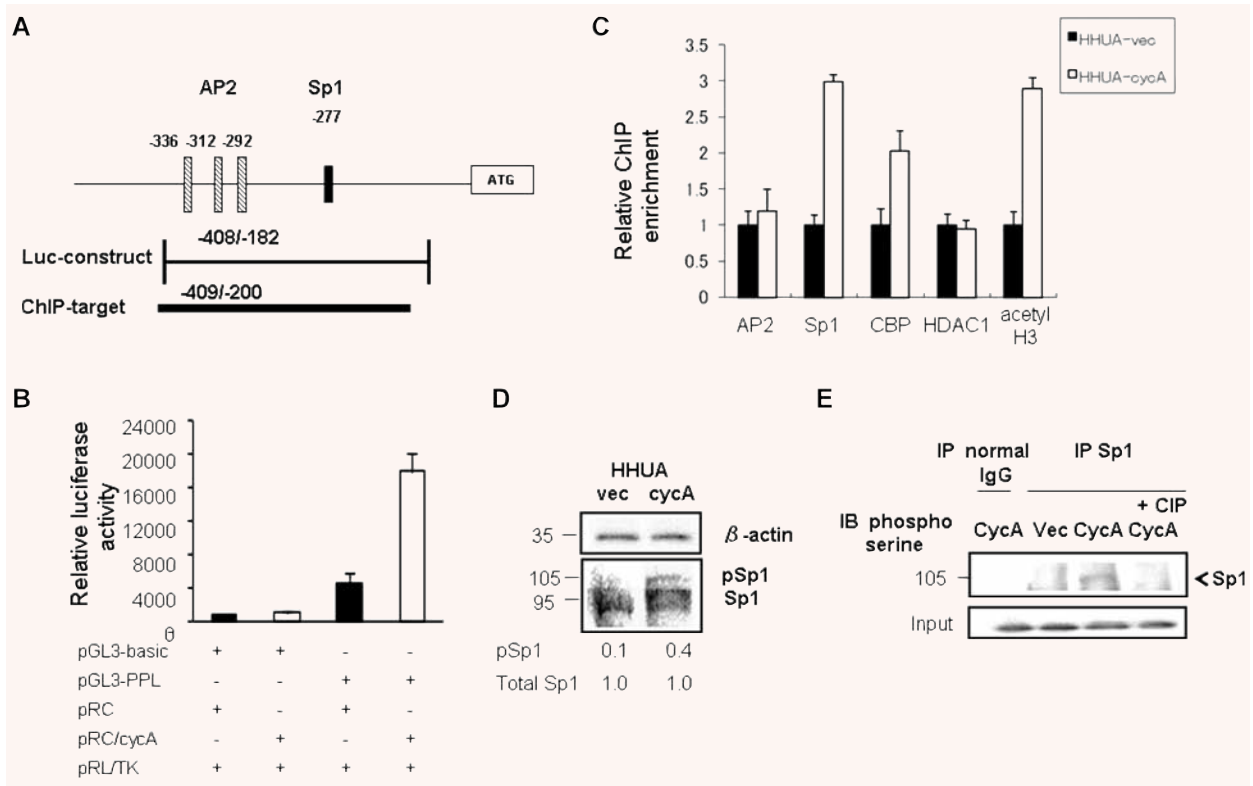 A
AP2 Sp1
-277
-336 -312 -292
ATG
-408/-182
Luc-construct
-409/-200
ChIP-target
C
Relative ChIP
enrichment
3.5
3
2.5
2
1.5
1
0.5
0
AP2 Sp1 CBP HDAC1 acetyl
H3
HHUA-vec
HHUA-cycA
B
Relative luciferase
activity
24000
20000
16000
12000
8000
4000
0
pGL3-basic + + - -
pGL3-PPL - - + +
pRC + - + -
pRC/cycA - + - +
pRL/TK + + + +
D
HHUA
vec cycA
35 β-actin
105 pSp1
95 Sp1
pSp1 0.1 0.4
Total Sp1 1.0 1.0
E
IP normal
IgG
IP Sp1
+ CIP
IB phospho
serine
CycA Vec CycA CycA
105 <Sp1
Input